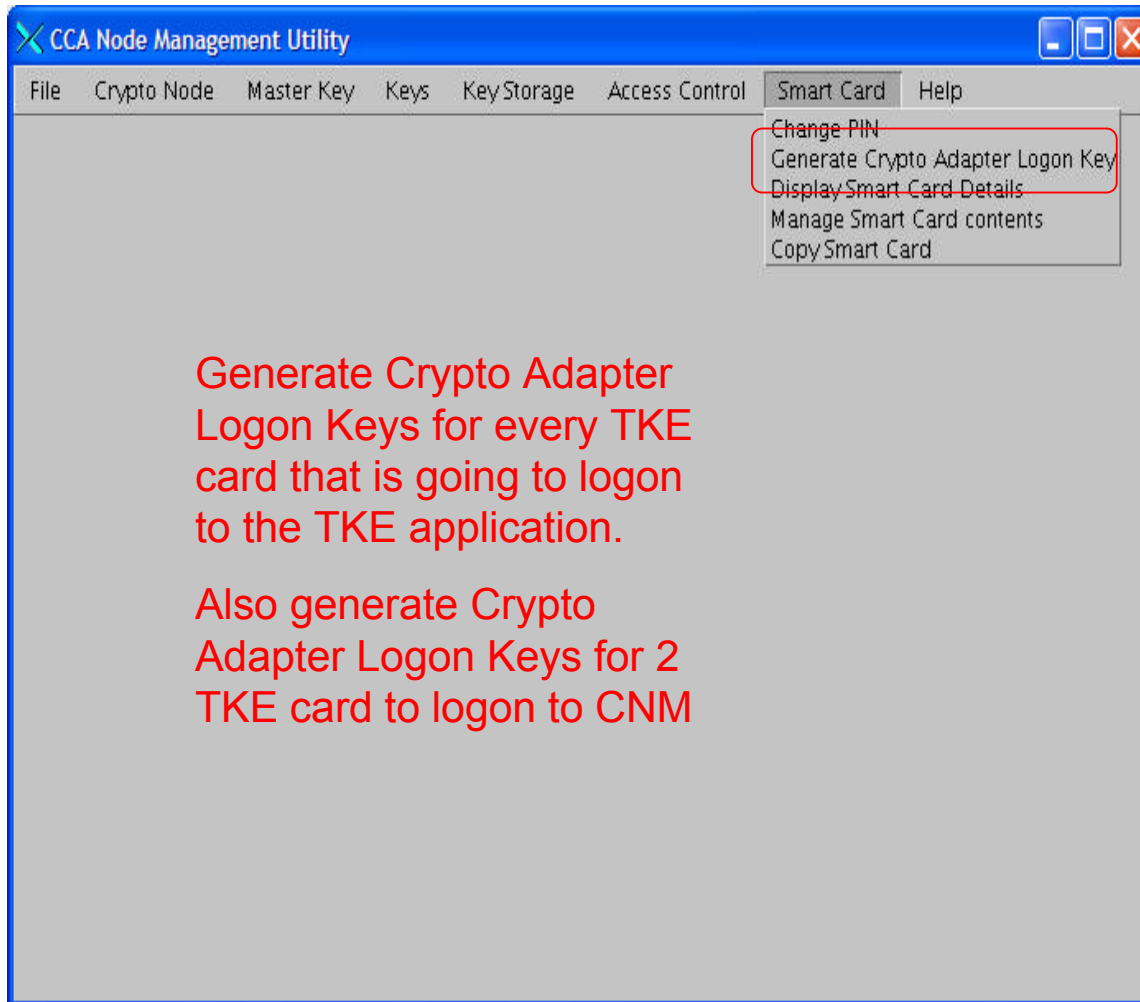 CCA Node Management Utility
File Crypto Node Master Key Keys Key Storage Access Control Smart Card Help
Change PIN
Generate Crypto Adapter Logon Key
Display Smart Card Details
Manage Smart Card contents
Copy Smart Card
Generate Crypto Adapter
Logon Keys for every TKE
card that is going to logon
to the TKE application.
Also generate Crypto
Adapter Logon Keys for 2
TKE card to logon to CNM